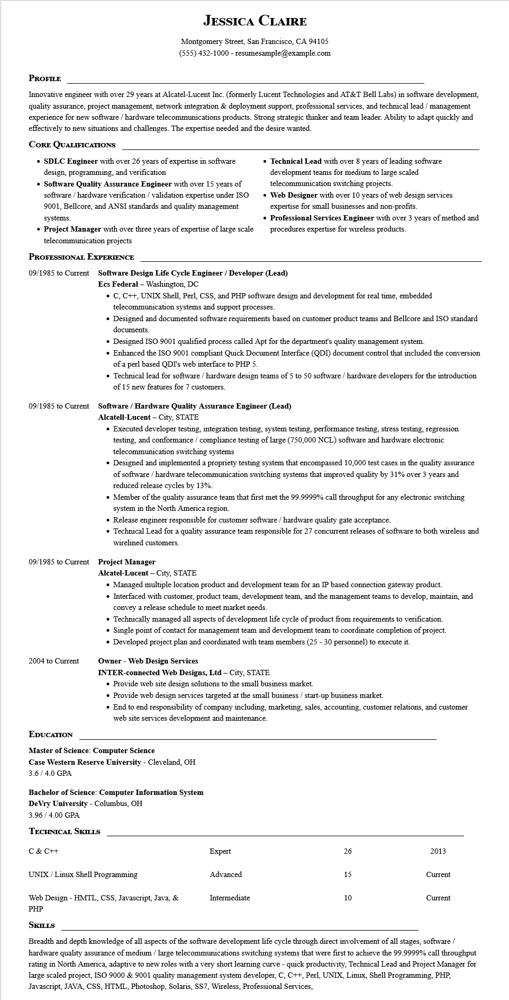 Jessica Claire
Montgomery Street, San Francisco, CA 94105
(555) 432-1000 - resumesample@example.com
Profile
Innovative engineer with over 29 years at Alcatel-Lucent Inc. (formerly Lucent Technologies and AT&T Bell Labs) in software development,
quality assurance, project management, network integration & deployment support, professional services, and technical lead / management
experience for new software / hardware telecommunications products. Strong strategic thinker and team leader. Ability to adapt quickly and
effectively to new situations and challenges. The expertise needed and the desire wanted.
Core Qualifications
• SDLC Engineer with over 26 years of expertise in software
design, programming, and verification
• Software Quality Assurance Engineer with over 15 years of
software / hardware verification / validation expertise under ISO
9001, Bellcore, and ANSI standards and quality management
systems.
• Project Manager with over three years of expertise of large scale
telecommunication projects
• Technical Lead with over 8 years of leading software
development teams for medium to large scaled
telecommunication switching projects.
• Web Designer with over 10 years of web design services
expertise for small businesses and non-profits.
• Professional Services Engineer with over 3 years of method and
procedures expertise for wireless products.
Professional Experience
09/1985 to Current Software Design Life Cycle Engineer / Developer (Lead)
Ecs Federal – Washington, DC
• C, C++, UNIX Shell, Perl, CSS, and PHP software design and development for real time, embedded
telecommunication systems and support processes.
• Designed and documented software requirements based on customer product teams and Bellcore and ISO standard
documents.
• Designed ISO 9001 qualified process called Apt for the department's quality management system.
• Enhanced the ISO 9001 compliant Quick Document Interface (QDI) document control that included the conversion
of a perl based QDI's web interface to PHP 5.
• Technical lead for software / hardware design teams of 5 to 50 software / hardware developers for the introduction
of 15 new features for 7 customers.
09/1985 to Current Software / Hardware Quality Assurance Engineer (Lead)
Alcatell-Lucent – City, STATE
• Executed developer testing, integration testing, system testing, performance testing, stress testing, regression
testing, and conformance / compliance testing of large (750,000 NCL) software and hardware electronic
telecommunication switching systems
• Designed and implemented a propriety testing system that encompassed 10,000 test cases in the quality assurance
of software / hardware telecommunication switching systems that improved quality by 31% over 3 years and
reduced release cycles by 13%.
• Member of the quality assurance team that first met the 99.9999% call throughput for any electronic switching
system in the North America region.
• Release engineer responsible for customer software / hardware quality gate acceptance.
• Technical Lead for a quality assurance team responsible for 27 concurrent releases of software to both wireless and
wirelined customers.
09/1985 to Current Project Manager
Alcatel-Lucent – City, STATE
• Managed multiple location product and development team for an IP based connection gateway product.
• Interfaced with customer, product team, development team, and the management teams to develop, maintain, and
convey a release schedule to meet market needs.
• Technically managed all aspects of development life cycle of product from requirements to verification.
• Single point of contact for management team and development team to coordinate completion of project.
• Developed project plan and coordinated with team members (25 - 30 personnel) to execute it.
2004 to Current Owner - Web Design Services
INTER-connected Web Designs, Ltd – City, STATE
• Provide web site design solutions to the small business market.
• Provide web design services targeted at the small business / start-up business market.
• End to end responsibility of company including, marketing, sales, accounting, customer relations, and customer
web site services development and maintenance.
Education
Master of Science: Computer Science
Case Western Reserve University - Cleveland, OH
3.6 / 4.0 GPA
Bachelor of Science: Computer Information System
DeVry University - Columbus, OH
3.96 / 4.00 GPA
Technical Skills
C & C++ Expert 26 2013
UNIX / Linux Shell Programming Advanced 15 Current
Web Design - HMTL, CSS, Javascript, Java, & Intermediate 10 Current
PHP
Skills
Breadth and depth knowledge of all aspects of the software development life cycle through direct involvement of all stages, software /
hardware quality assurance of medium / large telecommunications switching systems that were first to achieve the 99.9999% call throughput
rating in North America, adaptive to new roles with a very short learning curve - quick productivity, Technical Lead and Project Manager for
large scaled project, ISO 9000 & 9001 quality management system developer, C, C++, Perl, UNIX, Linux, Shell Programming, PHP,
Javascript, JAVA, CSS, HTML, Photoshop, Solaris, SS7, Wireless, Professional Services,